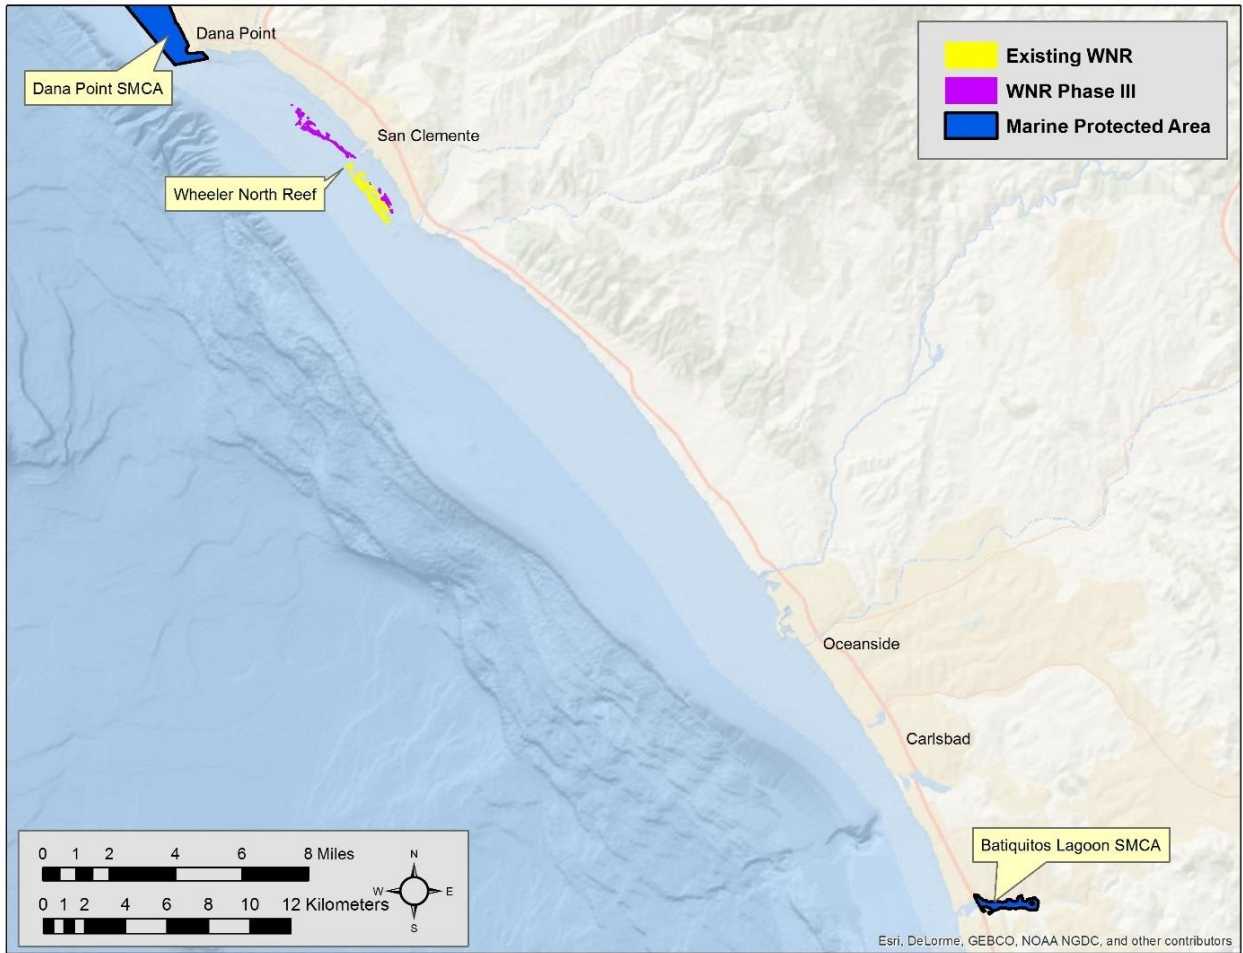 Dana Point
Dana Point SMCA
Existing WNR
WNR Phase III
Marine Protected Area
San Clemente
Wheeler North Reef
Oceanside
Carlsbad
Batiquitos Lagoon SMCA
0 1 2 4 6 8 Miles
0 1 2 4 6 8 10 12 Kilometers
N
W E
S
Esri, DeLorme, GEBCO, NOAA NGDC, and other contributors